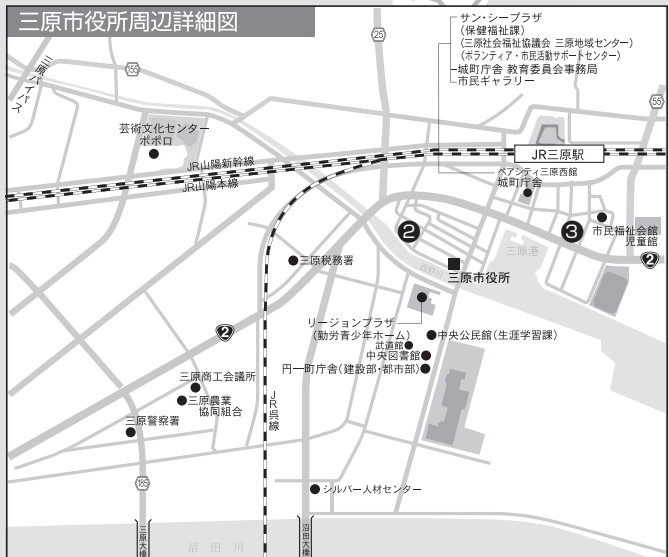 三原市役所周辺詳細図
サン・シープラザ
(保健福祉課)
(三原社会福祉協議会 三原地域センター)
(ボランティア・市民活動サポートセンター)
城町庁舎 教育委員会事務局
市民ギャラリー
25
155
55
三原バイパス
芸術文化センター
ポポロ
JR山陽新幹線
JR山陽本線
JR三原駅
ペアシティ三原西館
城町庁舎
2
3
市民福祉会館
児童館
2
三原港
西野川
三原税務署
三原市役所
リージョンプラザ
(勤労青少年ホーム)
中央公民館(生涯学習課)
武道館
中央図書館
円一町庁舎(建設部・都市部)
2
三原商工会議所
三原農業
協同組合
三原警察署
JR呉線
185
シルバー人材センター
三原大橋
沼田川
沼田大橋